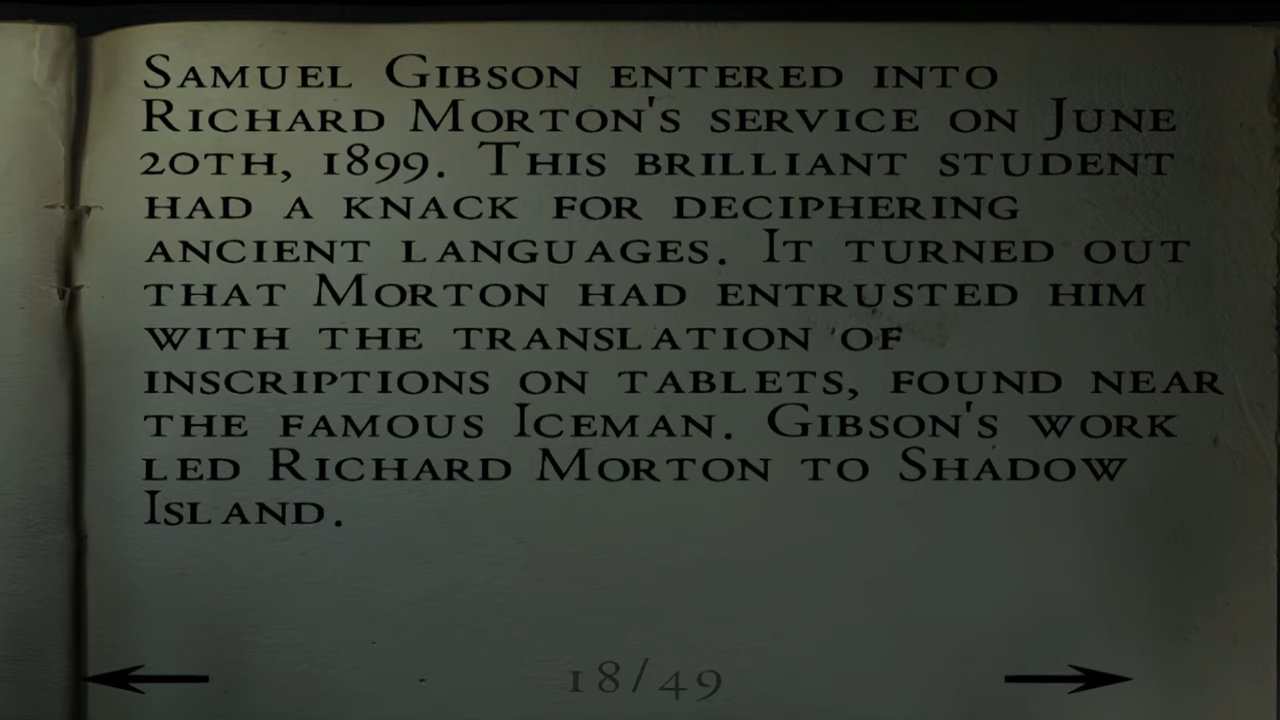 Samuel Gibson entered into
Richard Morton's service on June
20th, 1899. This brilliant student
had a knack for deciphering
ancient languages. It turned out
that Morton had entrusted him
with the translation of
inscriptions on tablets, found near
the famous Iceman. Gibson's work
led Richard Morton to Shadow
Island.
18/49